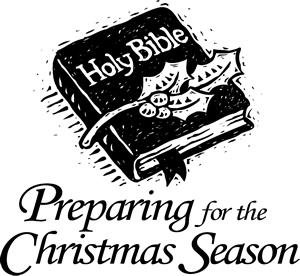 Holy Bible
Preparing for the
Christmas Season